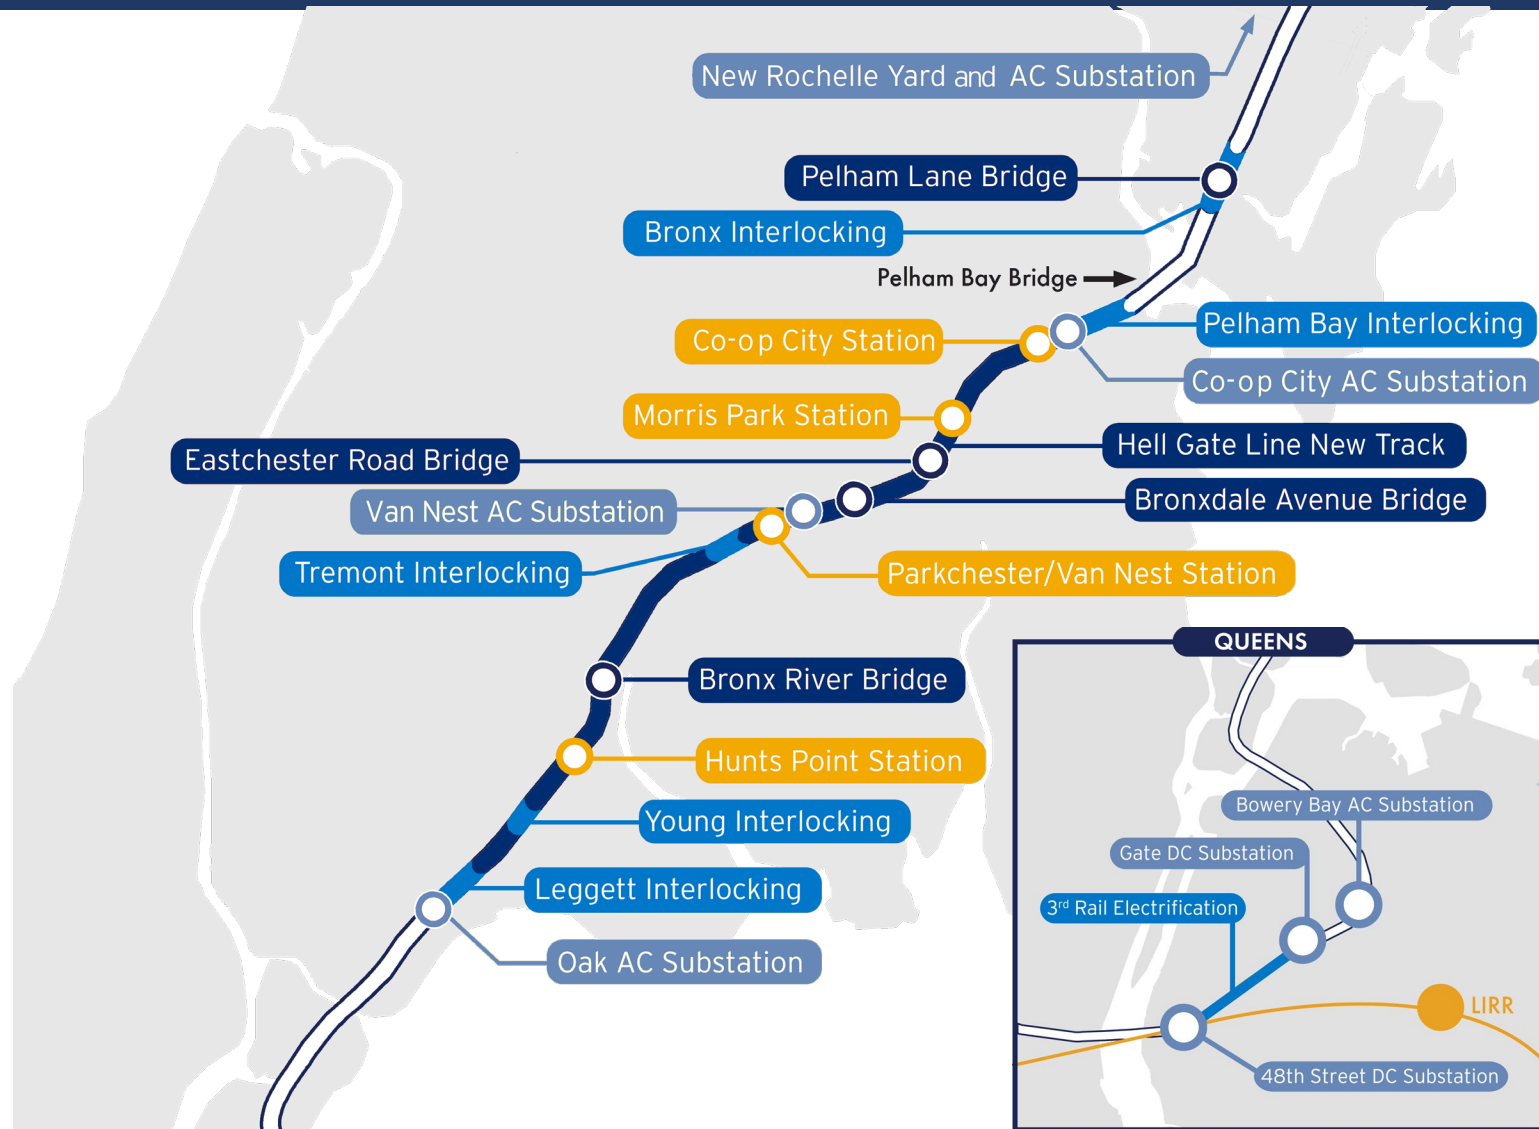 New Rochelle Yard and AC Substation
Pelham Lane Bridge
Bronx Interlocking
Pelham Bay Bridge
Pelham Bay Interlocking
Co-op City Station
Co-op City AC Substation
Morris Park Station
Hell Gate Line New Track
Eastchester Road Bridge
Bronxdale Avenue Bridge
Van Nest AC Substation
Tremont Interlocking
Parkchester/Van Nest Station
Bronx River Bridge
Hunts Point Station
Young Interlocking
Leggett Interlocking
Oak AC Substation
QUEENS
Bowery Bay AC Substation
Gate DC Substation
3rd Rail Electrification
LIRR
48th Street DC Substation